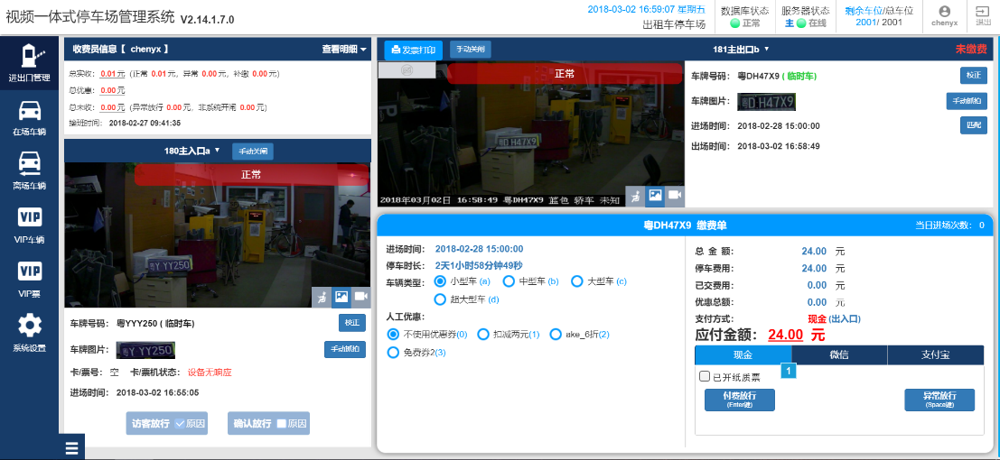 视频一体式停车场管理系统 V2.14.1.7.0
2018-03-02 16:59:07 星期五
出租车停车场
数据库状态
正常
服务器状态
主 在线
剩余车位/总车位
2001/ 2001
chenyx
退出
进出口管理
在场车辆
离场车辆
VIP
VIP车辆
VIP
VIP票
系统设置
收费员信息【 chenyx 】
查看明细
总实收： 0.01 元 (正常 0.01 元，异常 0.00 元，补缴 0.00 元)
总优惠： 0.00 元
总未收： 0.00 元 (异常放行 0.00 元，非系统开闸 0.00 元)
接班时间： 2018-02-27 09:41:35
180主入口a
手动关闸
正常
粤Y YY250
车牌号码： 粤YYY250 ( 临时车)
校正
车牌图片： 粤Y YY250
手动抓拍
卡/票号： 空 卡/票机状态： 设备无响应
进场时间： 2018-03-02 16:55:05
访客放行 原因
确认放行 原因
发票打印
手动关闸
181主出口b
未缴费
正常
粤D H47X9
2018年03月02日 16:58:49 粤DH47X9 蓝色 轿车 未知
车牌号码： 粤DH47X9 ( 临时车)
校正
车牌图片： 粤D H47X9
手动抓拍
进场时间： 2018-02-28 15:00:00
匹配
出场时间： 2018-03-02 16:58:49
粤DH47X9 缴费单
当日进场次数： 0
进场时间： 2018-02-28 15:00:00
停车时长： 2天1小时58分钟49秒
车辆类型： 小型车 (a) 中型车 (b) 大型车 (c)
超大型车 (d)
人工优惠：
不使用优惠券(0) 扣减两元(1) ake_6折(2)
免费券2(3)
总 金 额： 24.00 元
停车费用： 24.00 元
已交费用： 0.00 元
优惠总额： 0.00 元
支付方式： 现金 (出入口)
应付金额： 24.00 元
现金
微信
支付宝
1
已开纸质票
付费放行
(Enter键)
异常放行
(Space键)